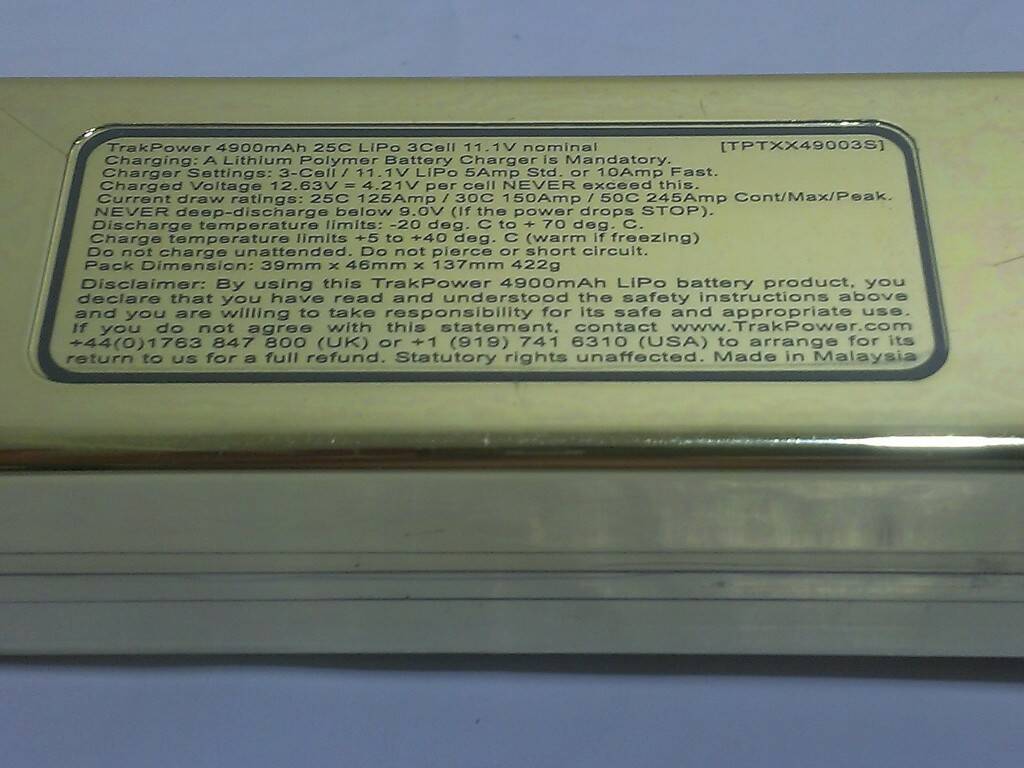 TrakPower 4900mAh 25C LiPo 3Cell 11.1V nominal [TPTXX49003S]
Charging: A Lithium Polymer Battery Charger is Mandatory.
Charger Settings: 3-Cell / 11.1V LiPo 5Amp Std. or 10Amp Fast.
Charged Voltage 12.63V = 4.21V per cell NEVER exceed this.
Current draw ratings: 25C 125Amp / 30C 150Amp / 50C 245Amp Cont/Max/Peak.
NEVER deep-discharge below 9.0V (If the power drops STOP).
Discharge temperature limits: -20 deg. C to + 70 deg. C.
Charge temperature limits +5 to +40 deg. C (warm if freezing)
Do not charge unattended. Do not pierce or short circuit.
Pack Dimension: 39mm x 46mm x 137mm 422g
Disclaimer: By using this TrakPower 4900mAh LiPo battery product, you
declare that you have read and understood the safety instructions above
and you are willing to take responsibility for its safe and appropriate use.
If you do not agree with this statement, contact www.TrakPower.com
+44(0)1763 847 800 (UK) or +1 (919) 741 6310 (USA) to arrange for its
return to us for a full refund. Statutory rights unaffected. Made in Malaysia